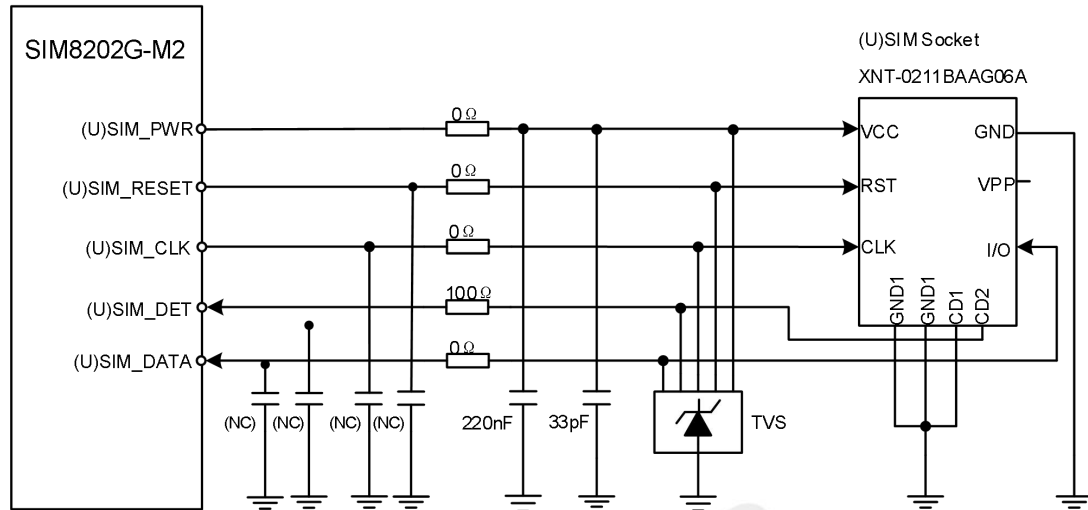 SIM8202G-M2
(U)SIM Socket
XNT-0211BAAG06A
(U)SIM_PWR
0Ω
VCC
GND
(U)SIM_RESET
0Ω
RST
VPP
(U)SIM_CLK
0Ω
CLK
I/O
(U)SIM_DET
100Ω
GND1
GND1
CD1
CD2
(U)SIM_DATA
0Ω
(NC)
(NC)
(NC)
(NC)
220nF
33pF
TVS